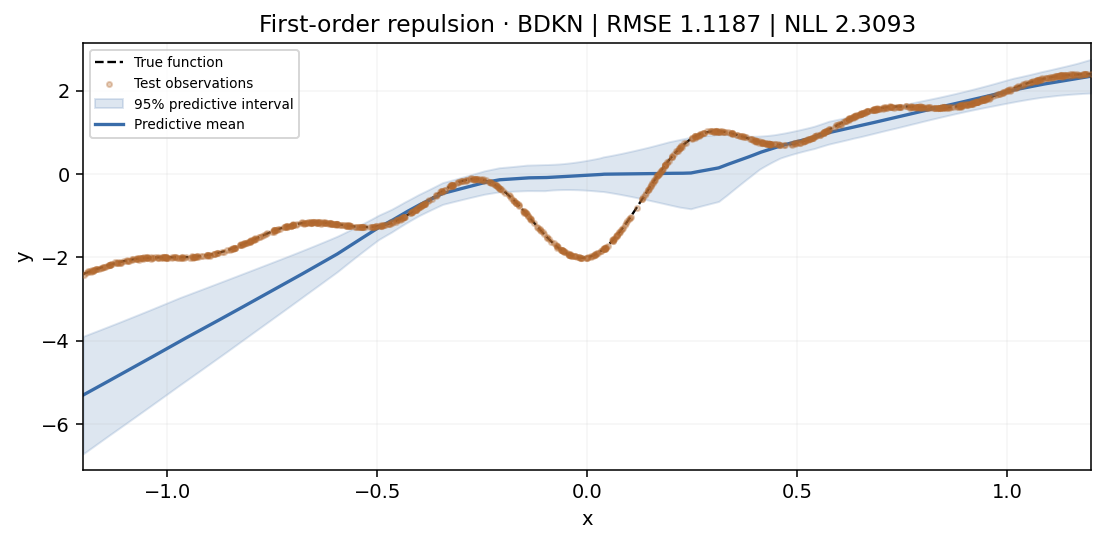 First-order repulsion · BDKN | RMSE 1.1187 | NLL 2.3093
True function
Test observations
95% predictive interval
Predictive mean
y
2
0
−2
−4
−6
−1.0
−0.5
0.0
0.5
1.0
x